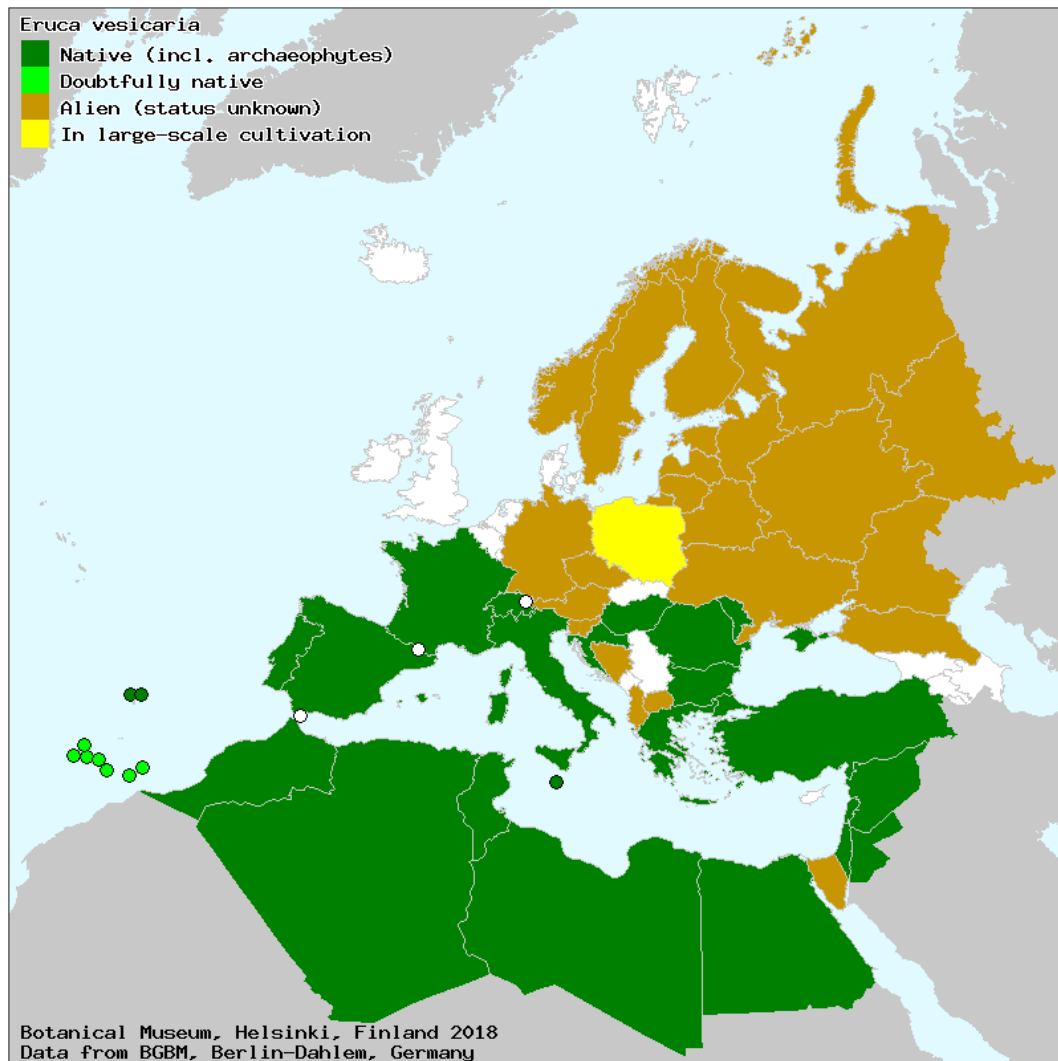 Eruca vesicaria
Native (incl. archaeophytes)
Doubtfully native
Alien (status unknown)
In large-scale cultivation
Botanical Museum, Helsinki, Finland 2018
Data from BGBM, Berlin-Dahlem, Germany